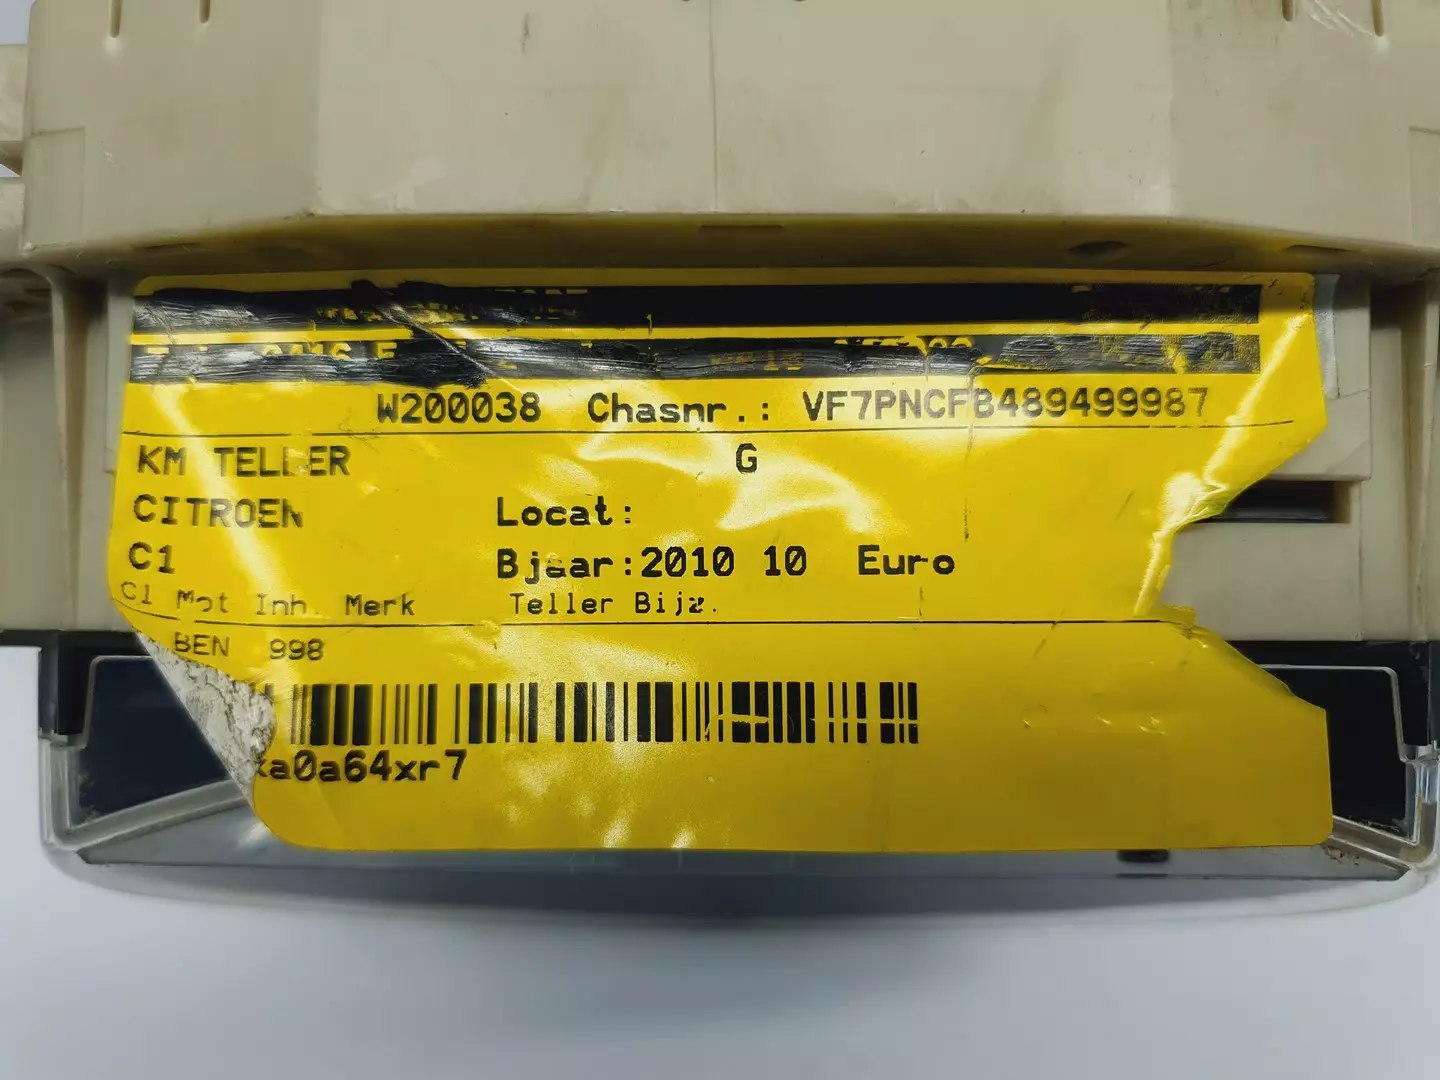 W200038 Chasnr.: VF7PNCFB489499987
KM TELLER G
CITROEN Locat:
C1 Bjaar:2010 10 Euro
C1 Mot Inh. Merk Teller Bijz.
BEN 998
a0a64xr7